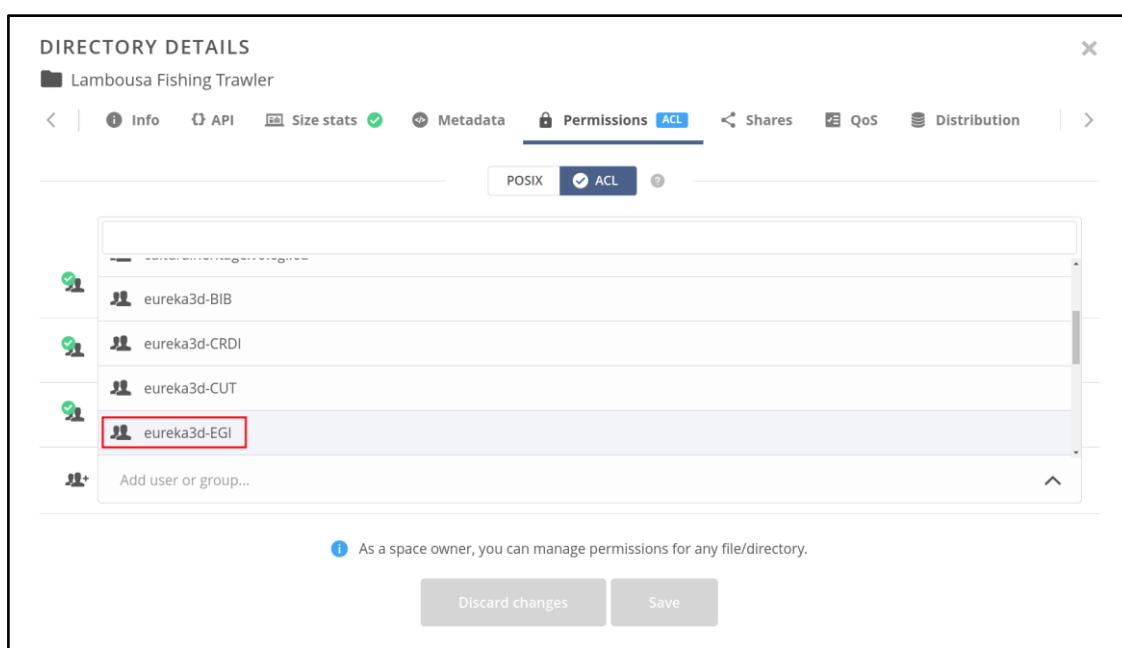 DIRECTORY DETAILS
Lambousa Fishing Trawler
Info {} API Size stats Metadata Permissions ACL Shares QoS Distribution
POSIX ACL
eureka3d-BIB
eureka3d-CRDI
eureka3d-CUT
eureka3d-EGI
Add user or group...
As a space owner, you can manage permissions for any file/directory.
Discard changes Save